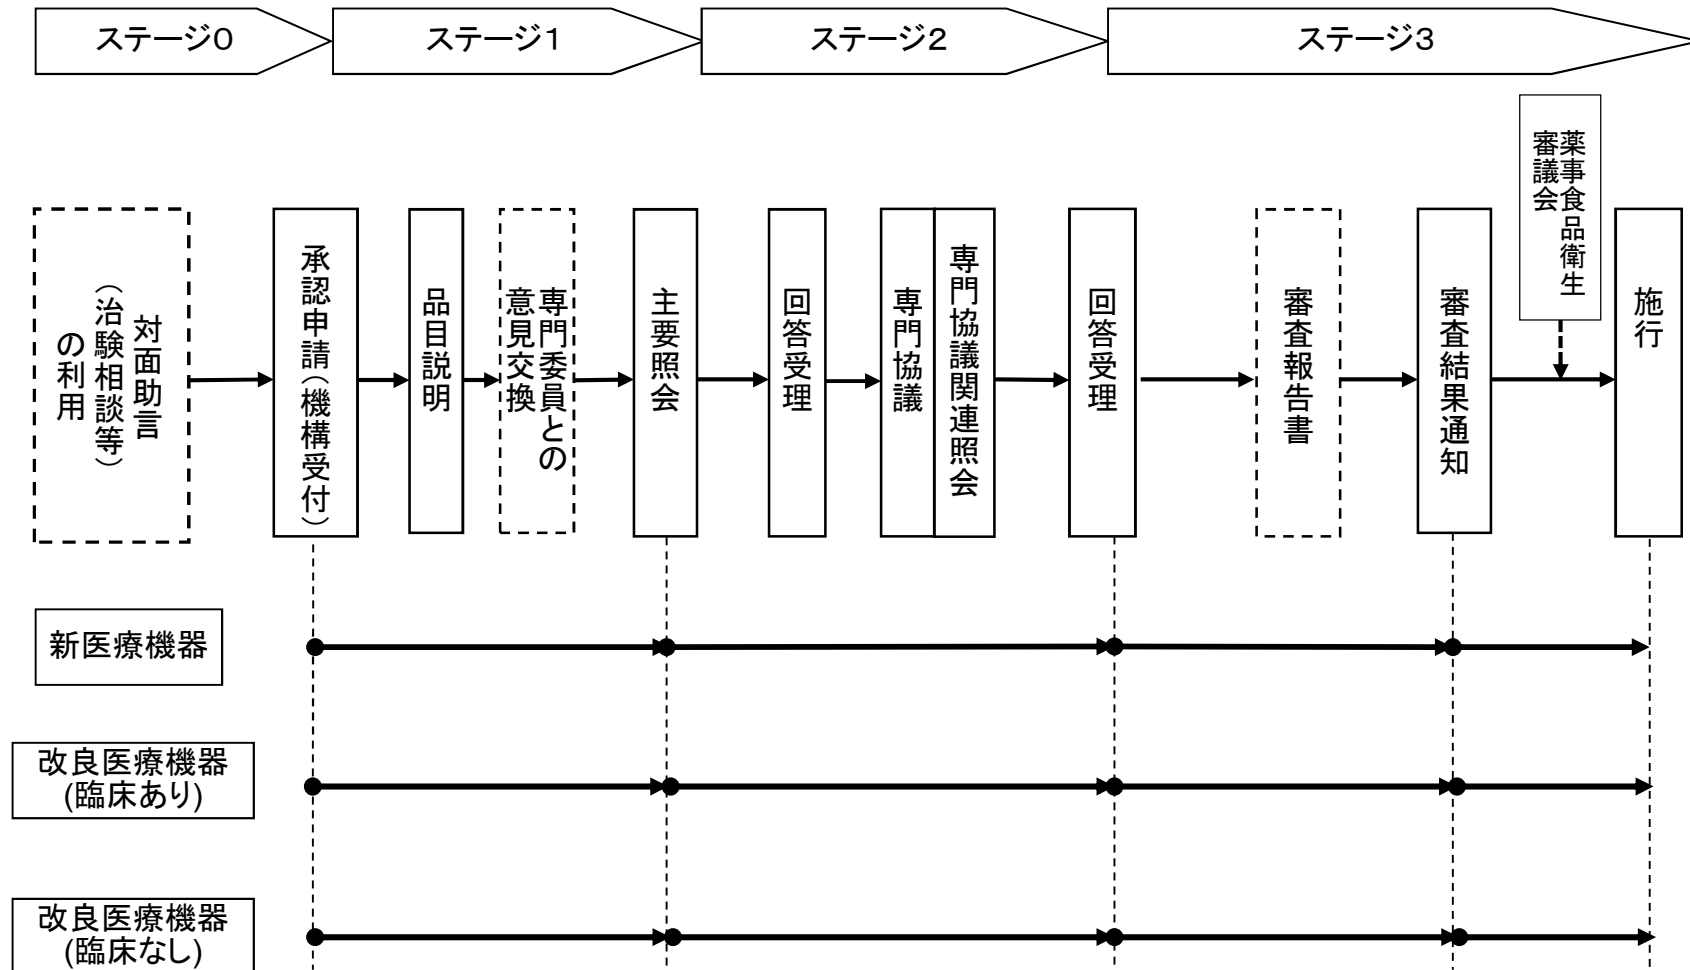 ステージ0
ステージ1
ステージ2
ステージ3
薬事食品衛生
審議会
対面助言
（治験相談等）
の利用
承認申請（機構受付）
品目説明
専門委員との
意見交換
主要照会
回答受理
専門協議
専門協議関連照会
回答受理
審査報告書
審査結果通知
施行
新医療機器
改良医療機器
(臨床あり)
改良医療機器
(臨床なし)